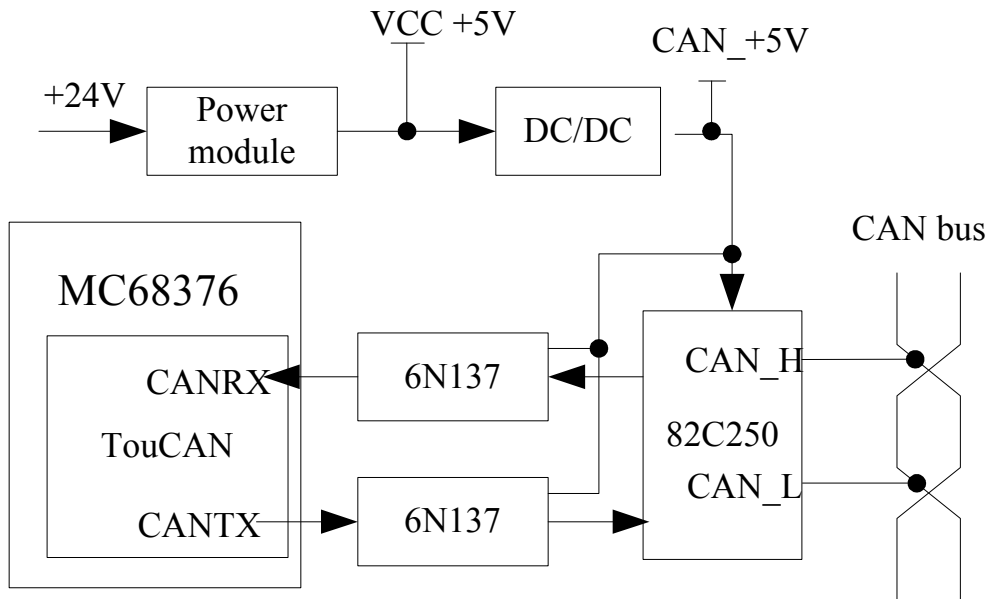 VCC +5V
CAN_+5V
+24V
Power
module
DC/DC
CAN bus
MC68376
CANRX
6N137
CAN_H
TouCAN
82C250
CAN_L
CANTX
6N137